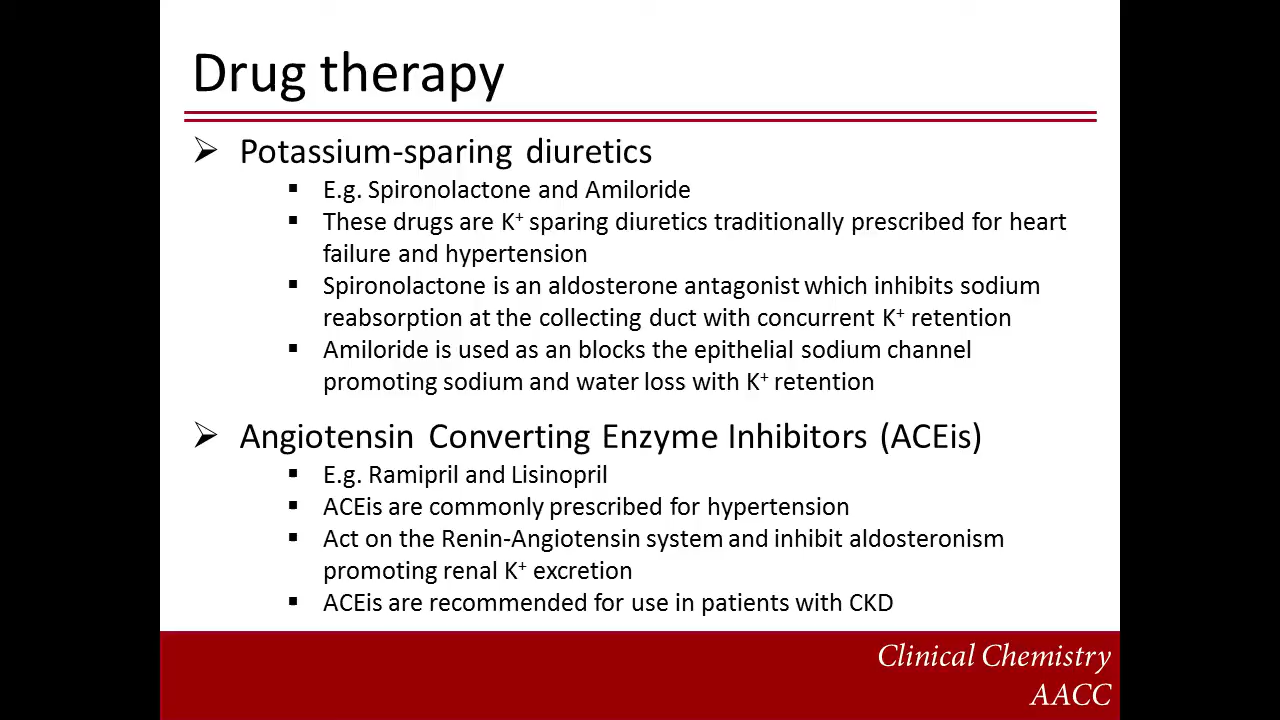 Drug therapy
➢ Potassium-sparing diuretics
▪ E.g. Spironolactone and Amiloride
▪ These drugs are K⁺ sparing diuretics traditionally prescribed for heart
failure and hypertension
▪ Spironolactone is an aldosterone antagonist which inhibits sodium
reabsorption at the collecting duct with concurrent K⁺ retention
▪ Amiloride is used as an blocks the epithelial sodium channel
promoting sodium and water loss with K⁺ retention
➢ Angiotensin Converting Enzyme Inhibitors (ACEis)
▪ E.g. Ramipril and Lisinopril
▪ ACEis are commonly prescribed for hypertension
▪ Act on the Renin-Angiotensin system and inhibit aldosteronism
promoting renal K⁺ excretion
▪ ACEis are recommended for use in patients with CKD
Clinical Chemistry
AACC